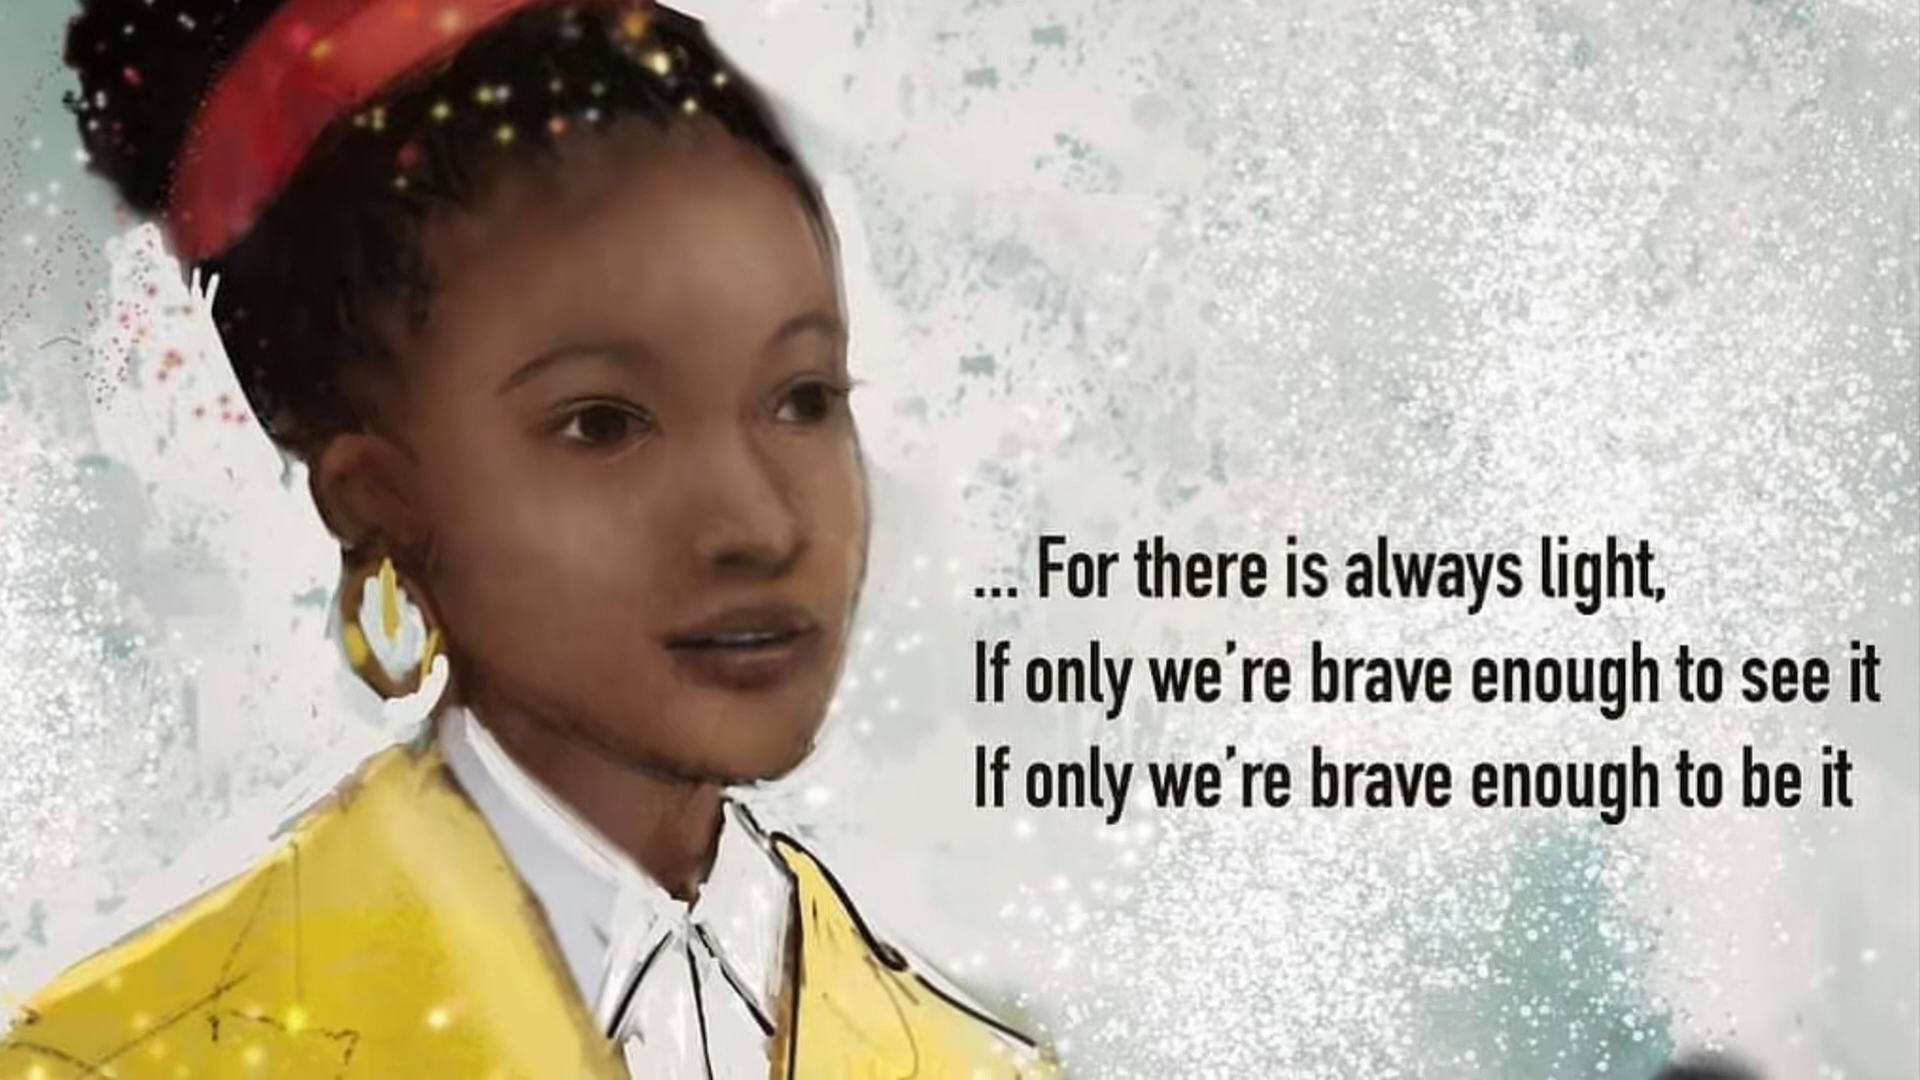 ... For there is always light,
If only we're brave enough to see it
If only we're brave enough to be it